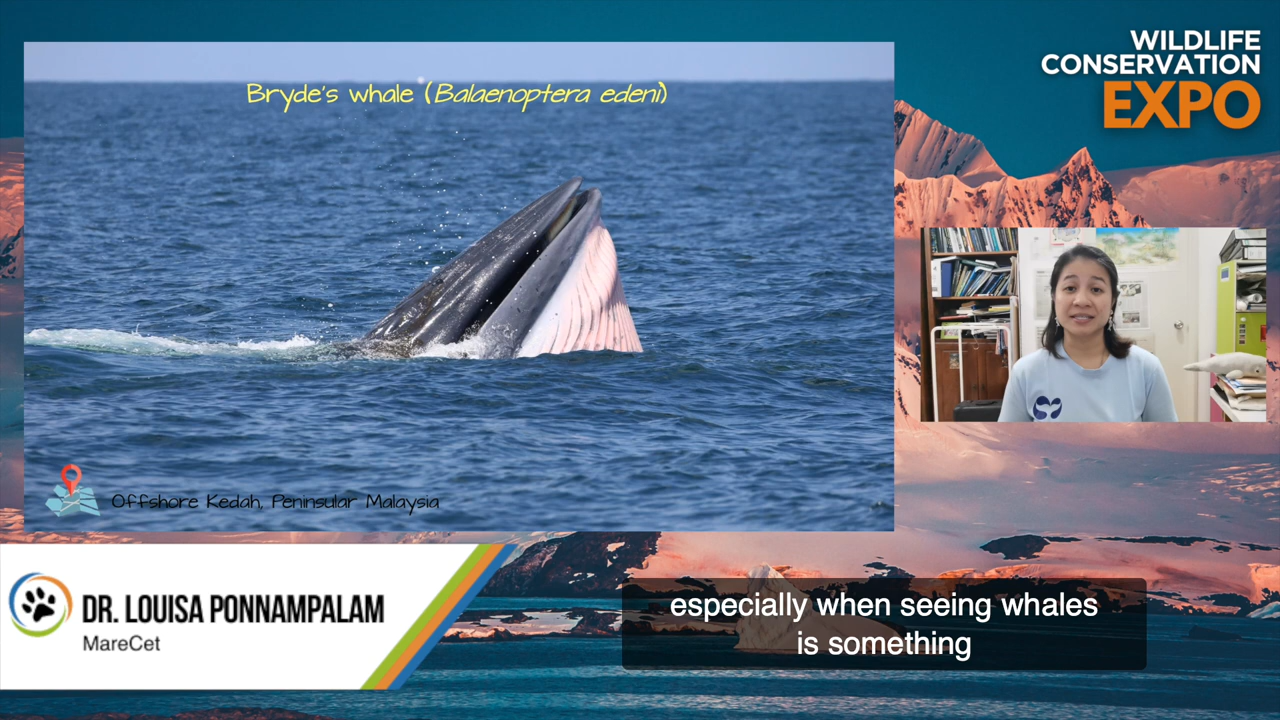 Bryde's whale (Balaenoptera edeni)
WILDLIFE
CONSERVATION
EXPO
Offshore Kedah, Peninsular Malaysia
DR. LOUISA PONNAMPALAM
MareCet
especially when seeing whales
is something